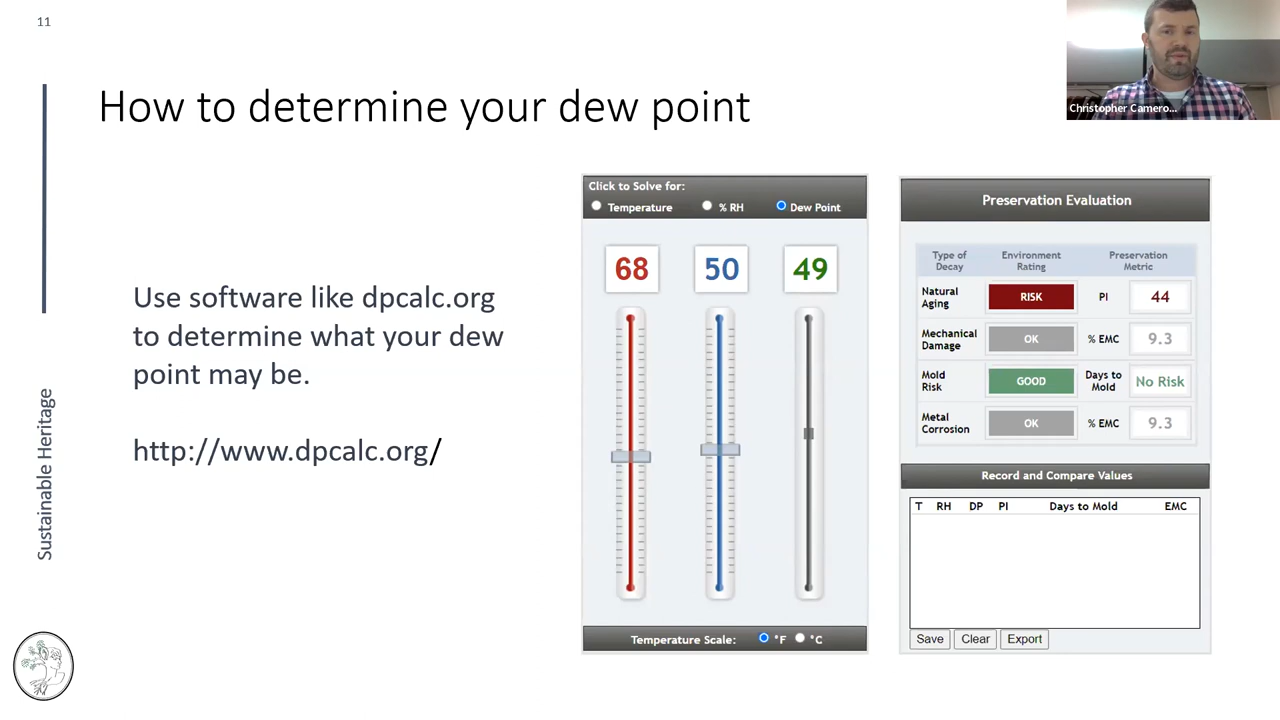 11
Christopher Camero...
How to determine your dew point
Use software like dpcalc.org
to determine what your dew
point may be.
http://www.dpcalc.org/
Sustainable Heritage
Click to Solve for:
Temperature
% RH
Dew Point
68
50
49
Temperature Scale:
°F
°C
Preservation Evaluation
Type of
Decay
Environment
Rating
Preservation
Metric
Natural
Aging
RISK
PI
44
Mechanical
Damage
OK
% EMC
9.3
Mold
Risk
GOOD
Days to
Mold
No Risk
Metal
Corrosion
OK
% EMC
9.3
Record and Compare Values
T RH DP PI Days to Mold EMC
Save
Clear
Export